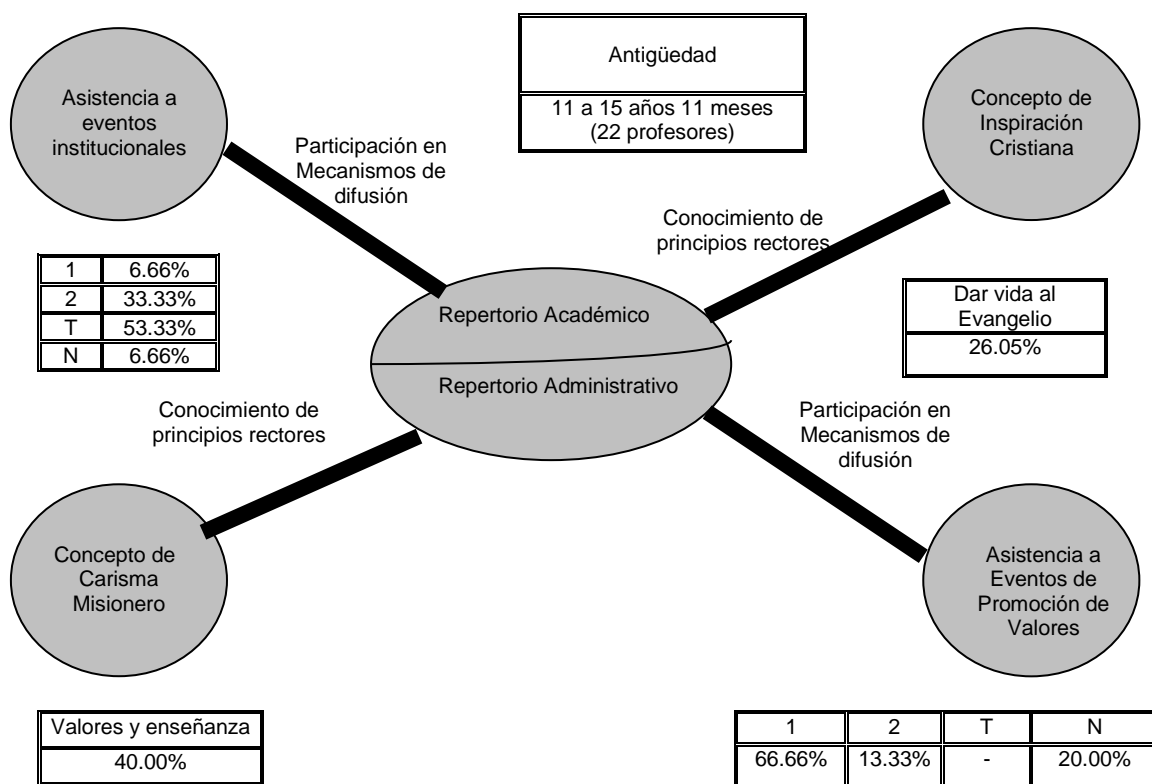 Antigüedad
11 a 15 años 11 meses
(22 profesores)
Asistencia a
eventos
institucionales
Participación en
Mecanismos de
difusión
Concepto de
Inspiración
Cristiana
Conocimiento de
principios rectores
1 6.66%
2 33.33%
T 53.33%
N 6.66%
Repertorio Académico
Repertorio Administrativo
Dar vida al
Evangelio
26.05%
Conocimiento de
principios rectores
Participación en
Mecanismos de
difusión
Concepto de
Carisma
Misionero
Asistencia a
Eventos de
Promoción de
Valores
Valores y enseñanza
40.00%
1 2 T N
66.66% 13.33% - 20.00%